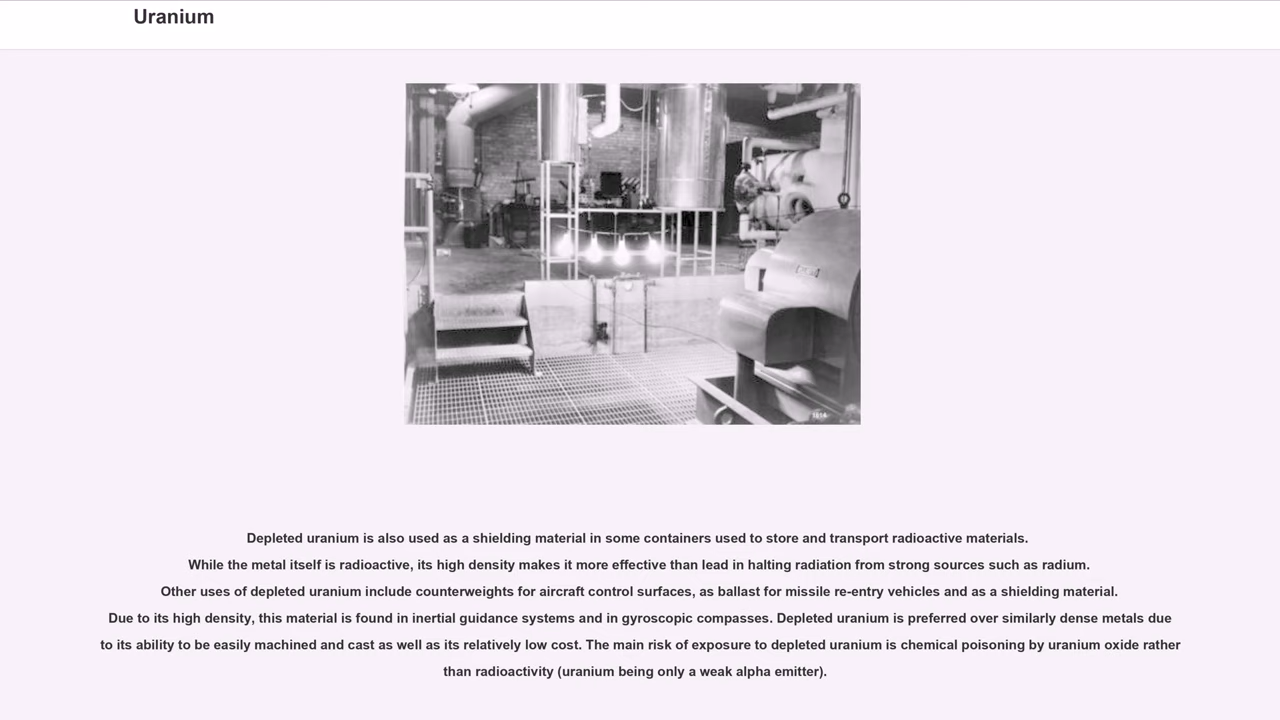 Uranium
Depleted uranium is also used as a shielding material in some containers used to store and transport radioactive materials.
While the metal itself is radioactive, its high density makes it more effective than lead in halting radiation from strong sources such as radium.
Other uses of depleted uranium include counterweights for aircraft control surfaces, as ballast for missile re-entry vehicles and as a shielding material.
Due to its high density, this material is found in inertial guidance systems and in gyroscopic compasses. Depleted uranium is preferred over similarly dense metals due
to its ability to be easily machined and cast as well as its relatively low cost. The main risk of exposure to depleted uranium is chemical poisoning by uranium oxide rather
than radioactivity (uranium being only a weak alpha emitter).